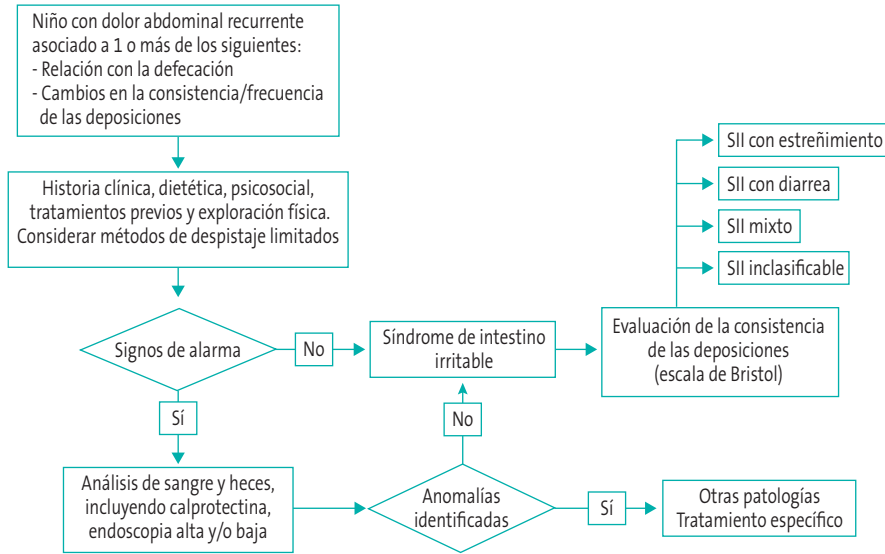 Niño con dolor abdominal recurrente
asociado a 1 o más de los siguientes:
- Relación con la defecación
- Cambios en la consistencia/frecuencia
de las deposiciones
Historia clínica, dietética, psicosocial,
tratamientos previos y exploración física.
Considerar métodos de despistaje limitados
Signos de alarma
No
Síndrome de intestino
irritable
Evaluación de la consistencia
de las deposiciones
(escala de Bristol)
SII con estreñimiento
SII con diarrea
SII mixto
SII inclasificable
Sí
Análisis de sangre y heces,
incluyendo calprotectina,
endoscopia alta y/o baja
Anomalías
identificadas
No
Sí
Otras patologías
Tratamiento específico